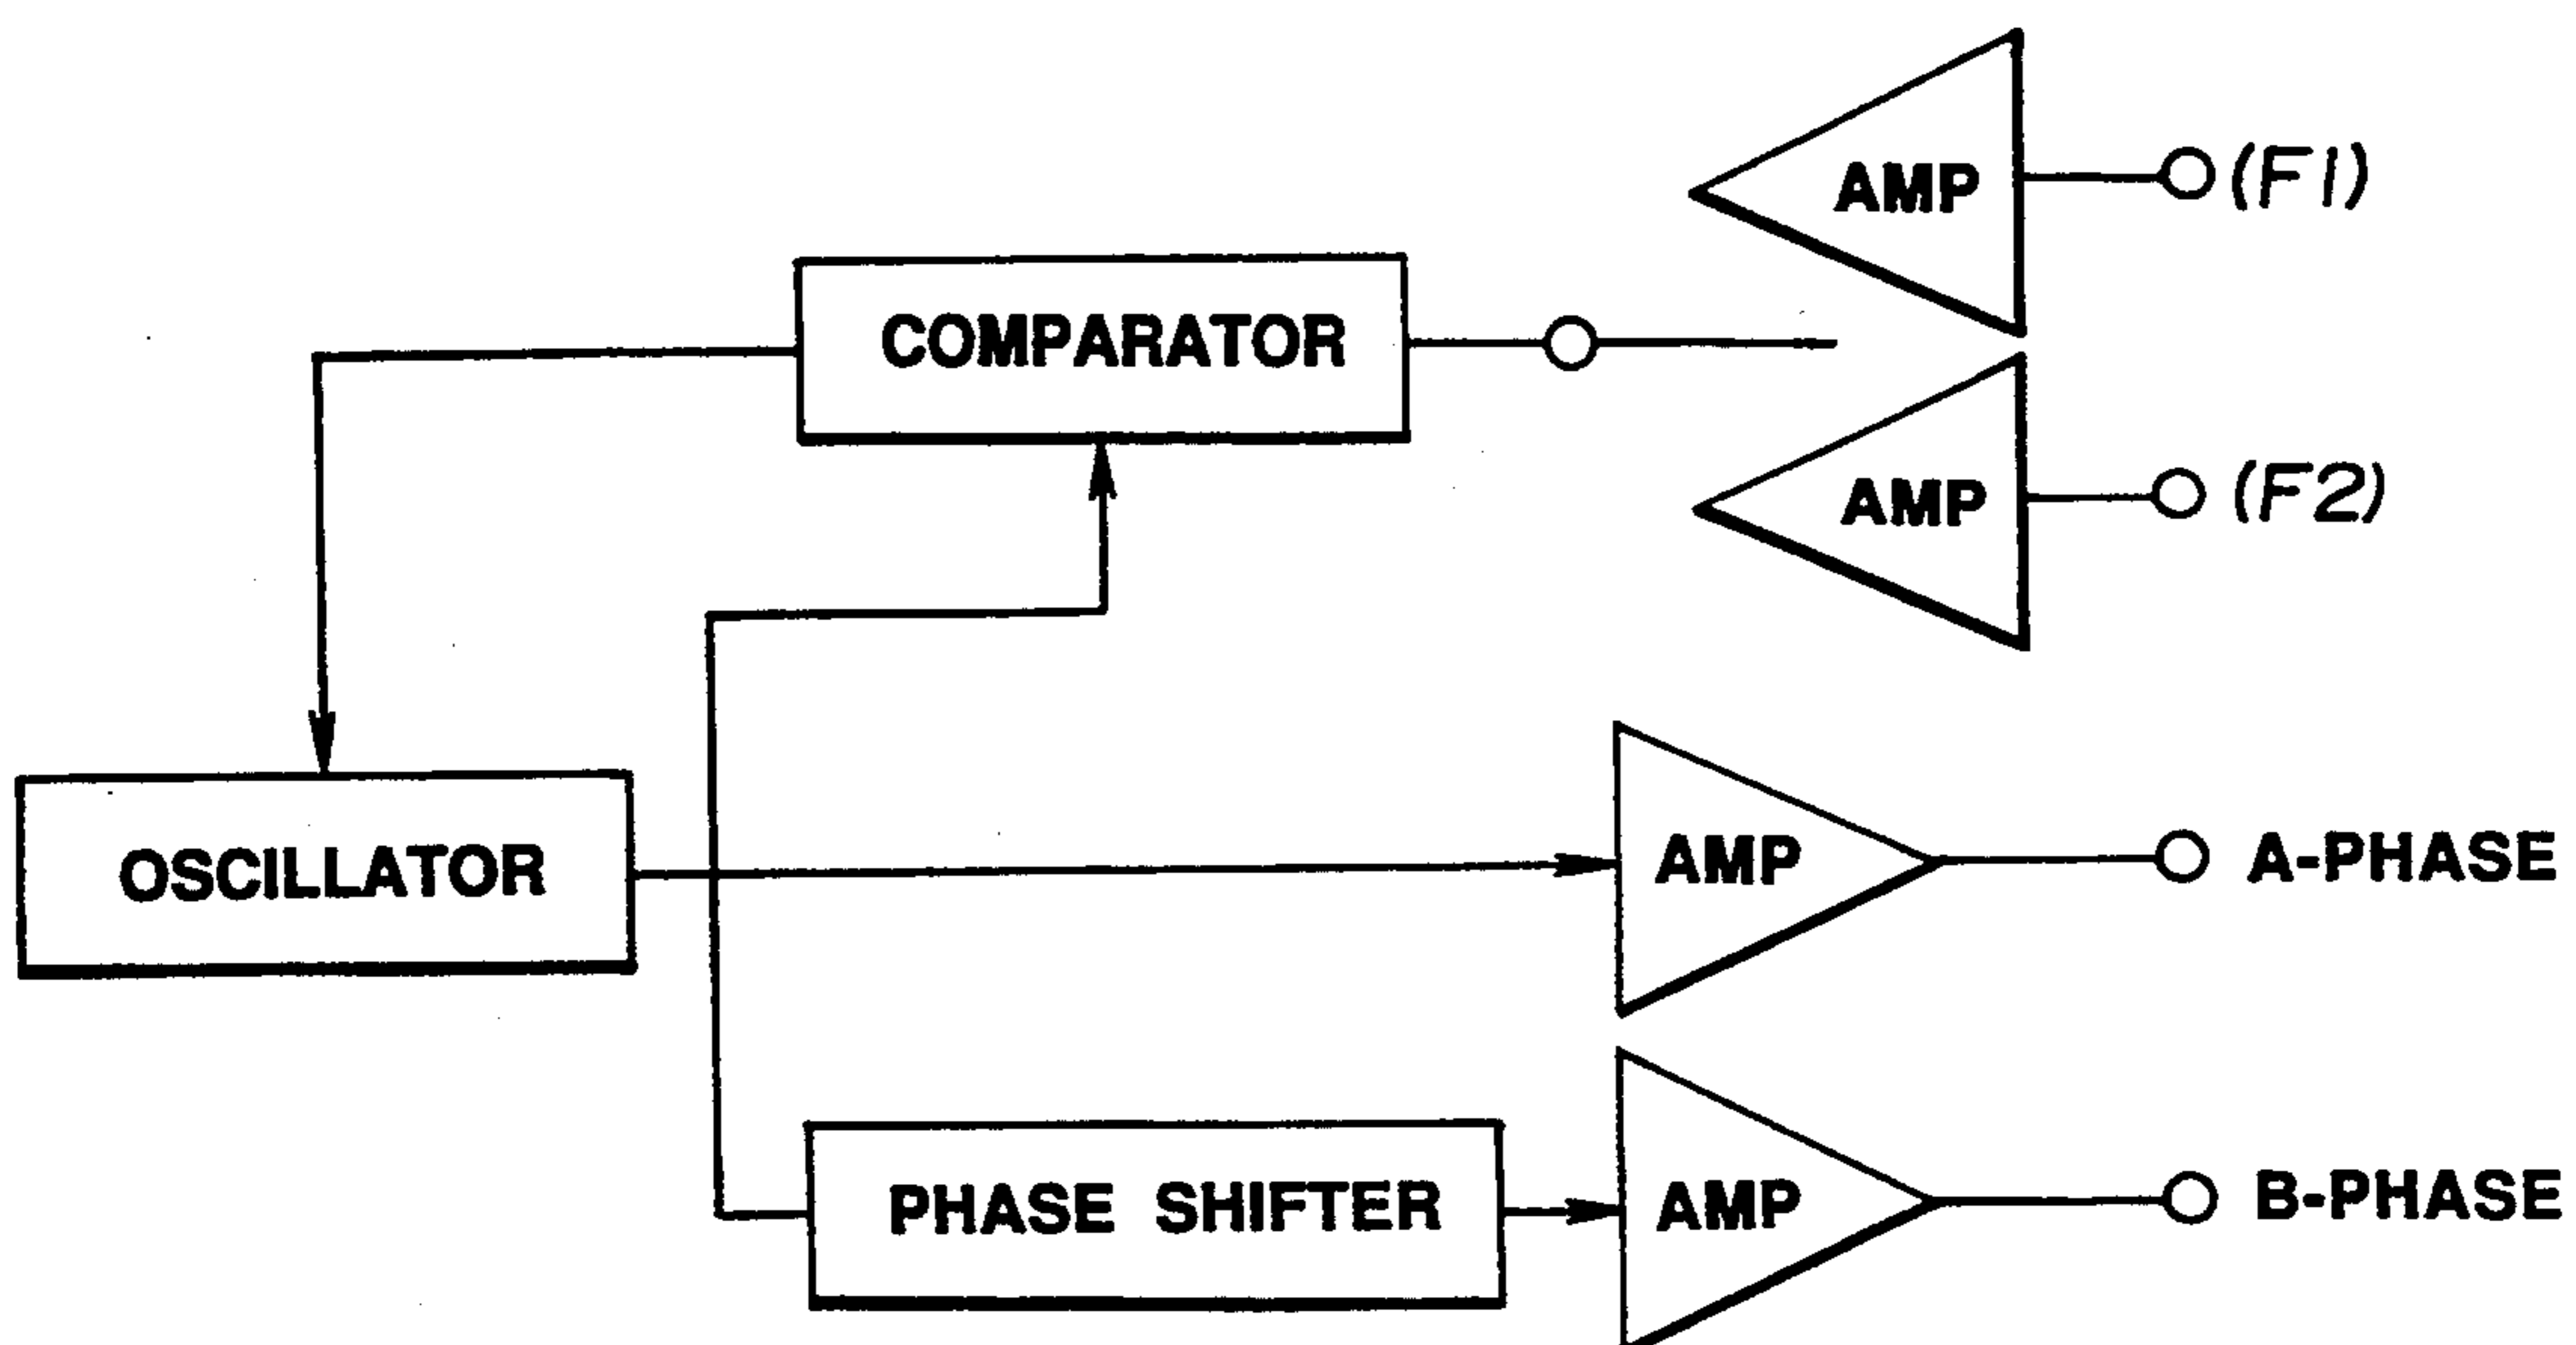 AMP
(F1)
COMPARATOR
AMP
(F2)
OSCILLATOR
AMP
A-PHASE
PHASE SHIFTER
AMP
B-PHASE